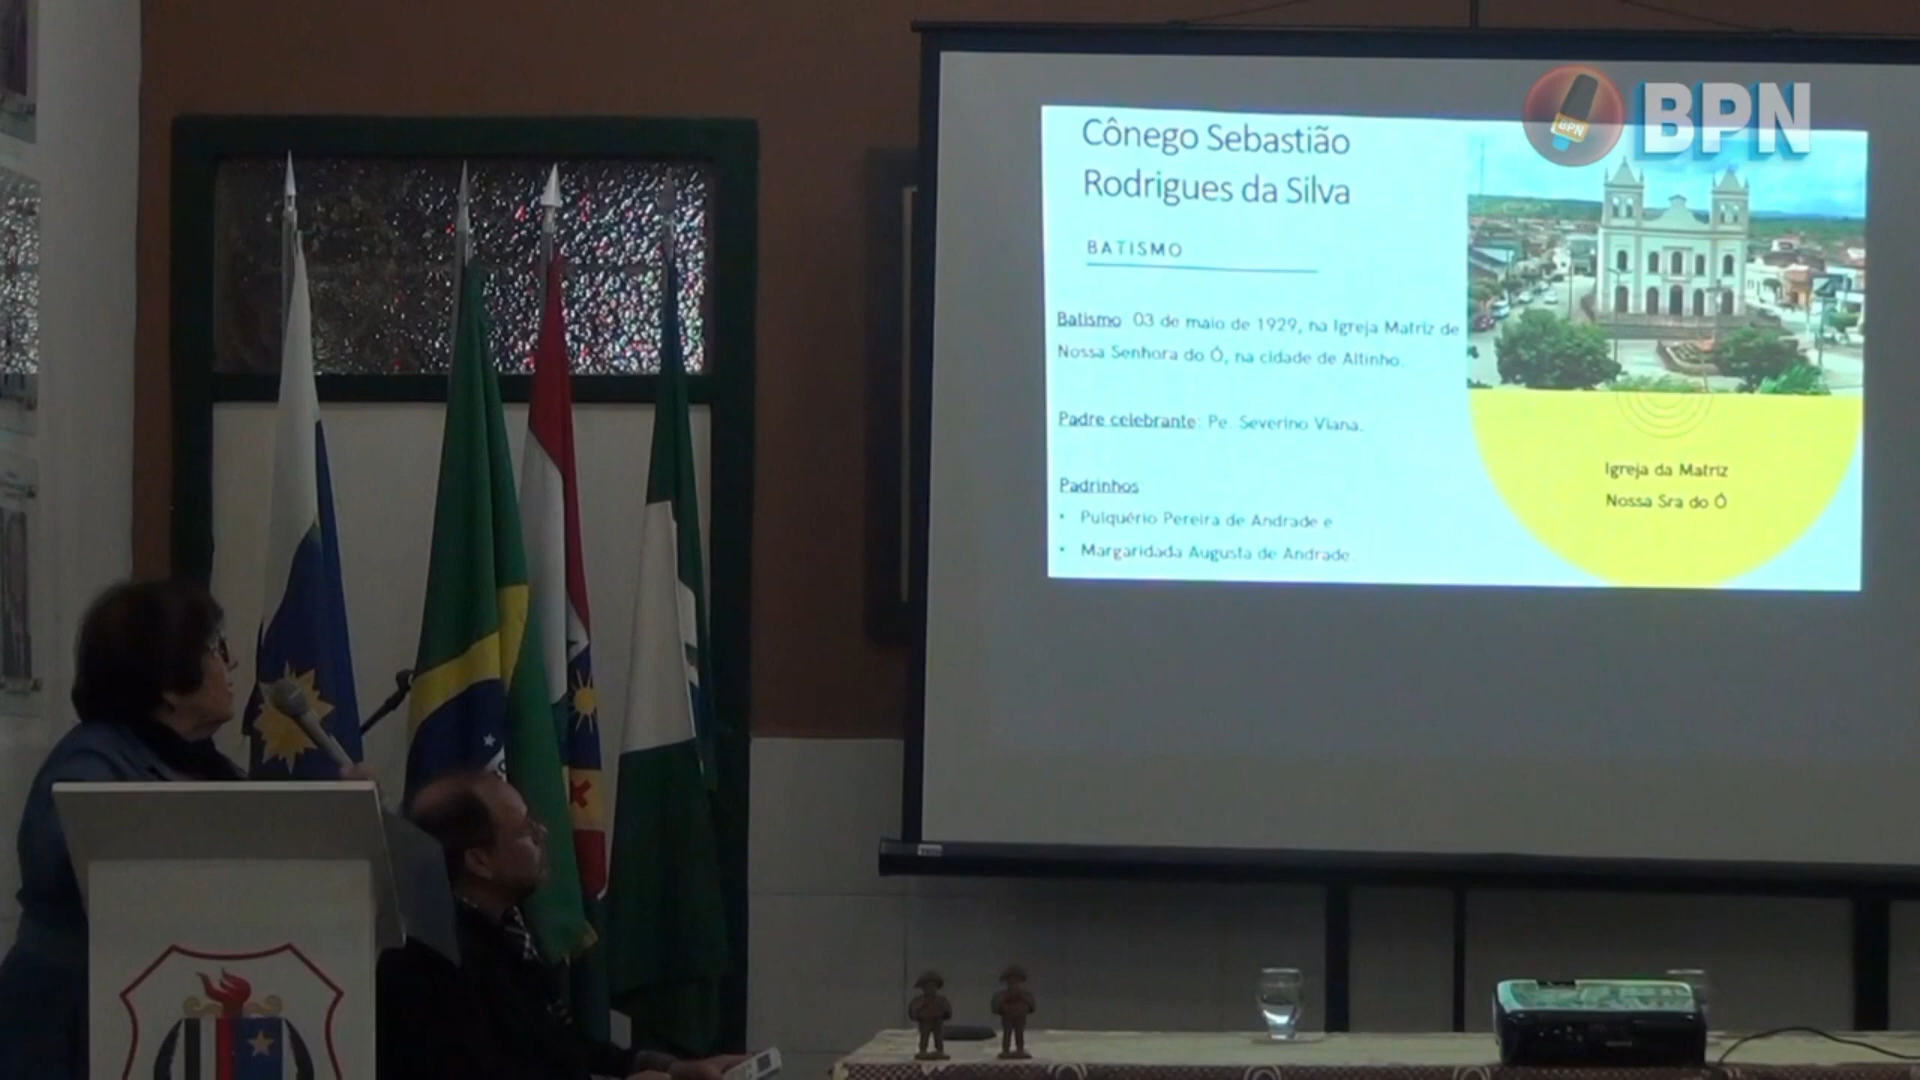 BPN
BPN
Cônego Sebastião
Rodrigues da Silva
BATISMO
Batismo: 03 de maio de 1929, na Igreja Matriz de
Nossa Senhora do Ó, na cidade de Altinho.
Padre celebrante: Pe. Severino Viana.
Padrinhos
• Pulquério Pereira de Andrade e
• Margaridada Augusta de Andrade.
Igreja da Matriz
Nossa Sra do Ó